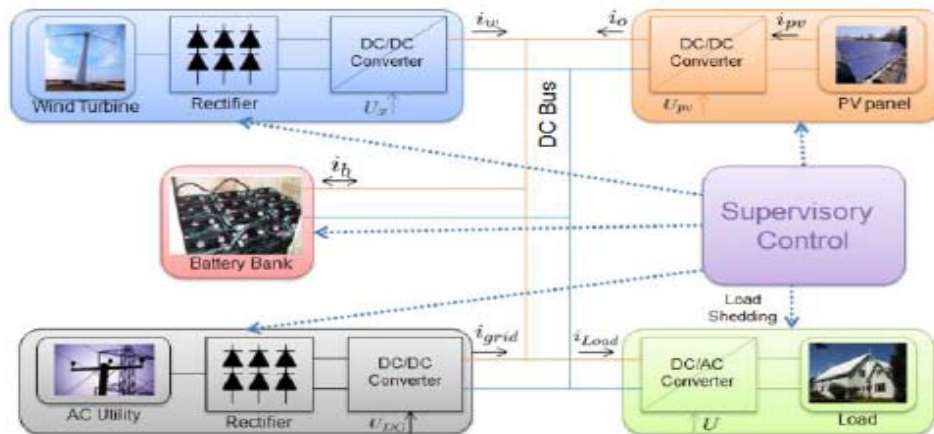 i_w
i_o
i_pv
DC/DC
Converter
DC/DC
Converter
Wind Turbine
Rectifier
U_x
U_pv
PV panel
DC Bus
i_b
Battery Bank
Supervisory
Control
Load
Shedding
i_grid
i_Load
DC/DC
Converter
DC/AC
Converter
AC Utility
Rectifier
U_DG
U
Load